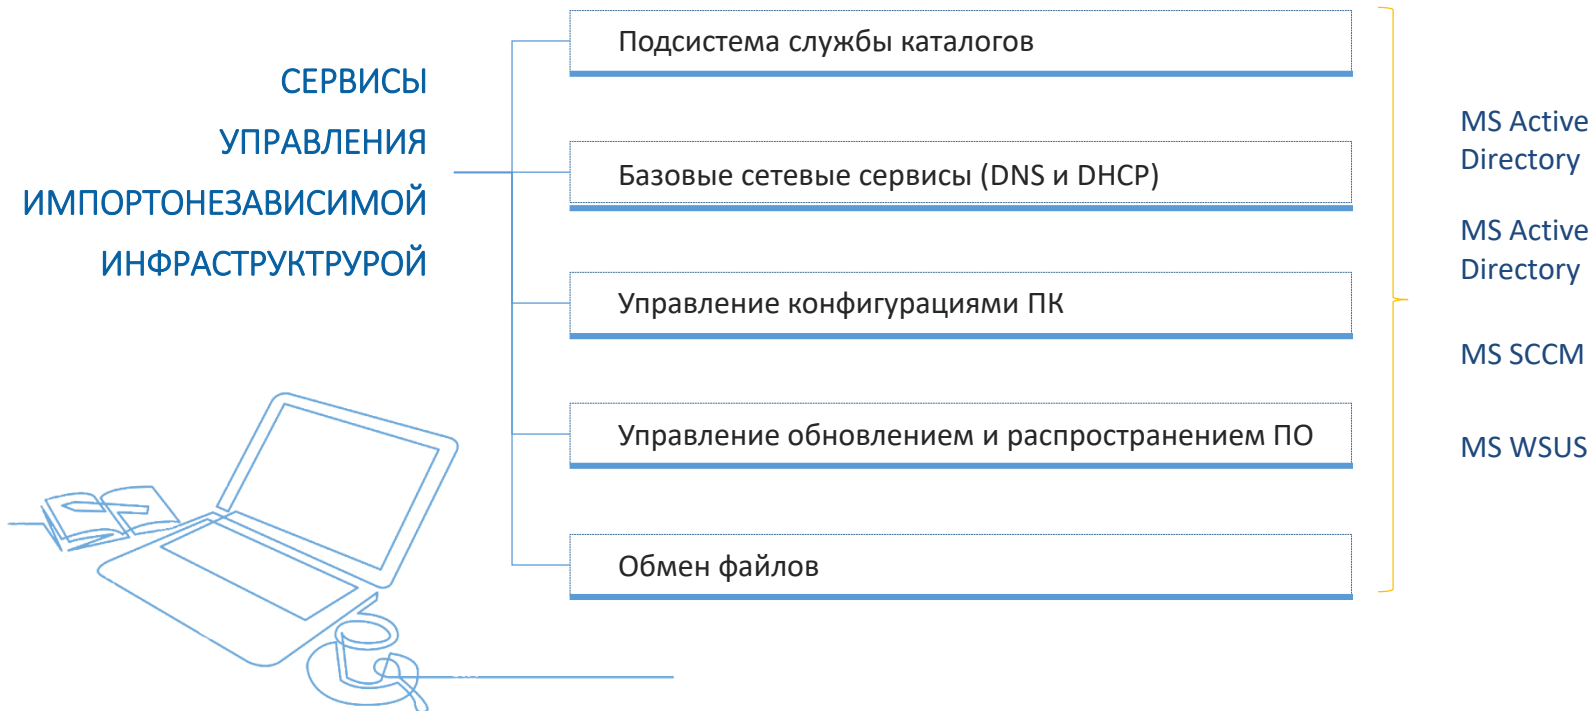 СЕРВИСЫ
УПРАВЛЕНИЯ
ИМПОРТОНЕЗАВИСИМОЙ
ИНФРАСТРУКТРУРОЙ
Подсистема службы каталогов
Базовые сетевые сервисы (DNS и DHCP)
Управление конфигурациями ПК
Управление обновлением и распространением ПО
Обмен файлов
MS Active
Directory
MS Active
Directory
MS SCCM
MS WSUS